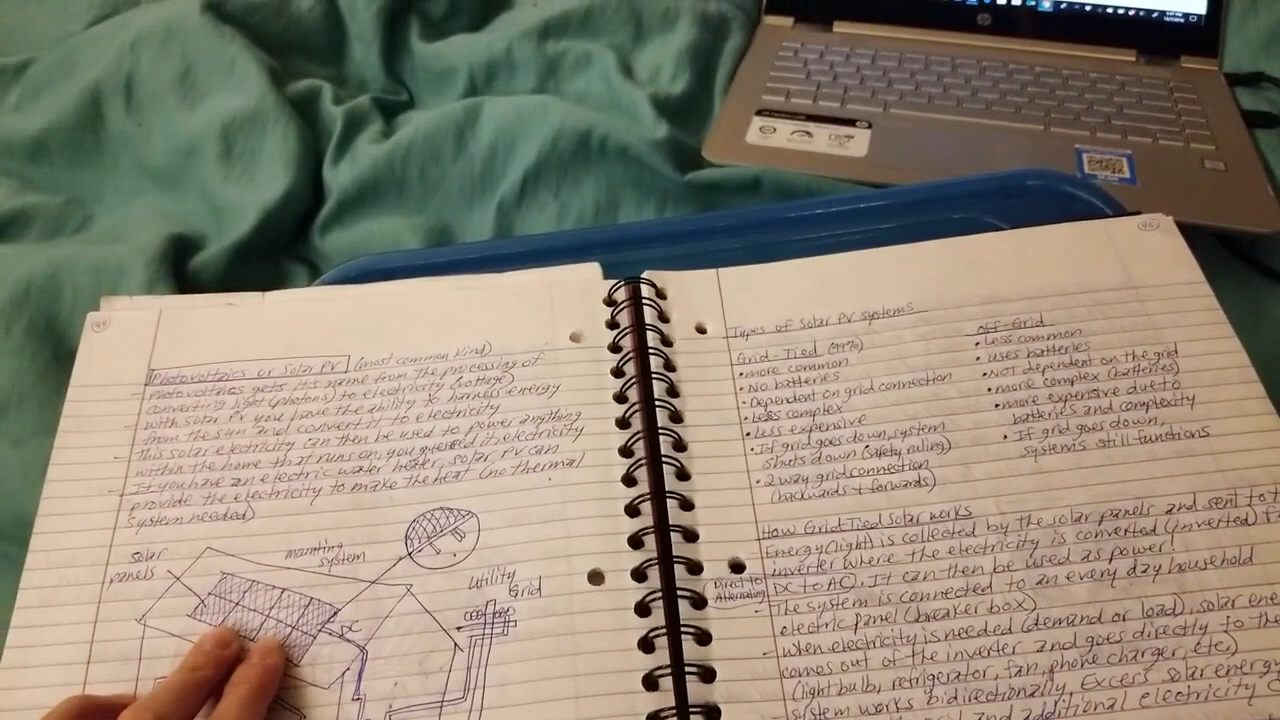 44
Photovoltaics or Solar PV (most common kind)
- Photovoltaics gets it's name from the processing of
converting light (photons) to electricity (voltage)
- with solar PV you have the ability to harness energy
from the sun and convert it to electricity
- This solar electricity can then be used to power anything
within the home that runs on, you guessed it, electricity
- If you have an electric water heater, solar PV can
provide the electricity to make the heat (no thermal
system needed)
solar
panels
mounting
system
Utility
Grid
DC
45
Types of Solar PV systems
Grid-Tied (99%)
• more common
• No batteries
• Dependent on grid connection
• Less complex
• Less expensive
• If grid goes down, system
shuts down (safety ruling)
• 2 way grid connection
(backwards + forwards)
Off-Grid
• Less common
• uses batteries
• Not dependent on the grid
• more complex (batteries)
• more expensive due to
batteries and complexity
• If grid goes down,
system still functions
How Grid Tied Solar works
Energy (light) is collected by the solar panels and sent to t
inverter where the electricity is converted (inverted) f
DC to AC. It can then be used as power!
Direct to
Alternating
- The system is connected to an every day household
electric panel (breaker box)
- when electricity is needed (demand or load), solar ene
comes out of the inverter and goes directly to the
(light bulb, refrigerator, fan, phone charger, etc.)
- system works bidirectionally, Excess solar energy
and additional electricity
hp